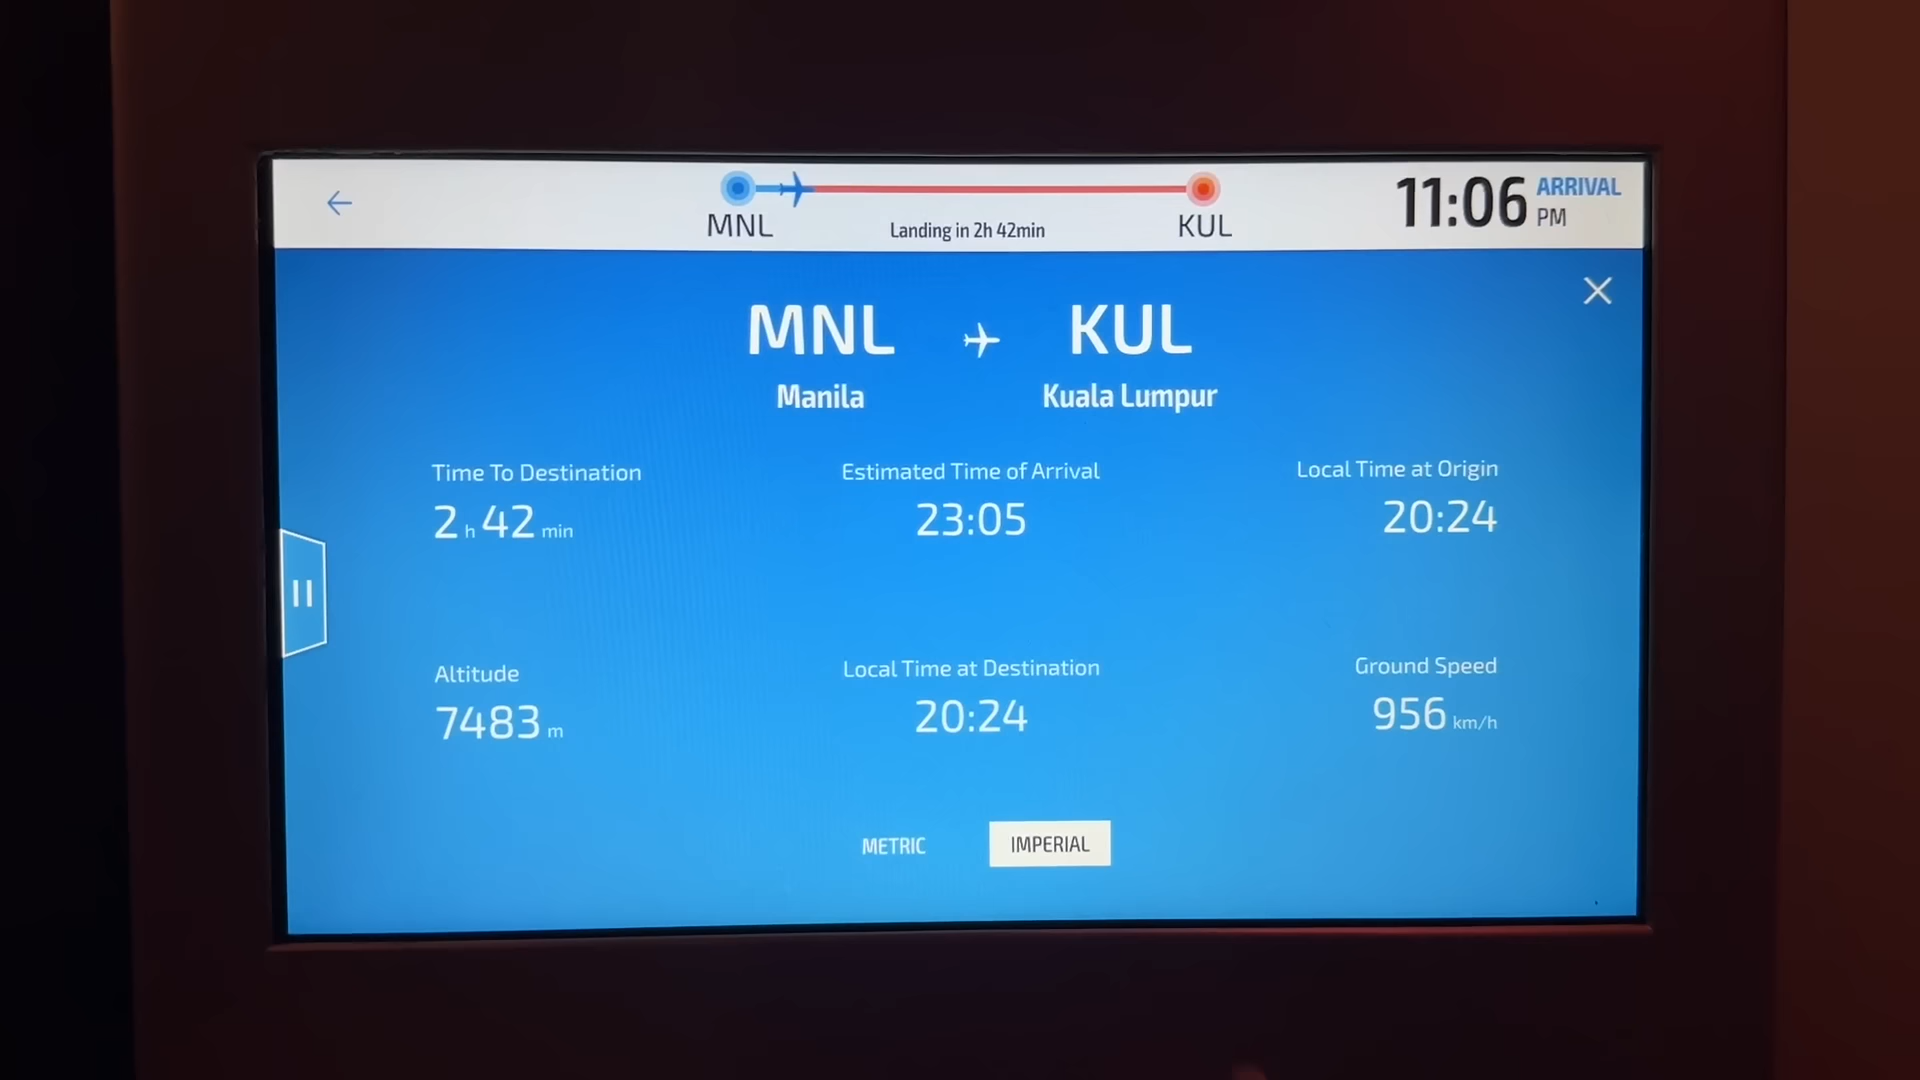 MNL
Landing in 2h 42min
KUL
11:06 ARRIVAL
PM
MNL KUL
Manila Kuala Lumpur
Time To Destination Estimated Time of Arrival Local Time at Origin
2 h 42 min 23:05 20:24
Altitude Local Time at Destination Ground Speed
7483 m 20:24 956 km/h
METRIC IMPERIAL